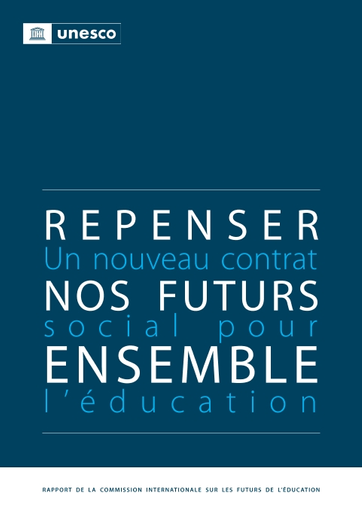 unesco
REPENSER
Un nouveau contrat
NOS FUTURS
social pour
ENSEMBLE
l'éducation
RAPPORT DE LA COMMISSION INTERNATIONALE SUR LES FUTURS DE L'ÉDUCATION